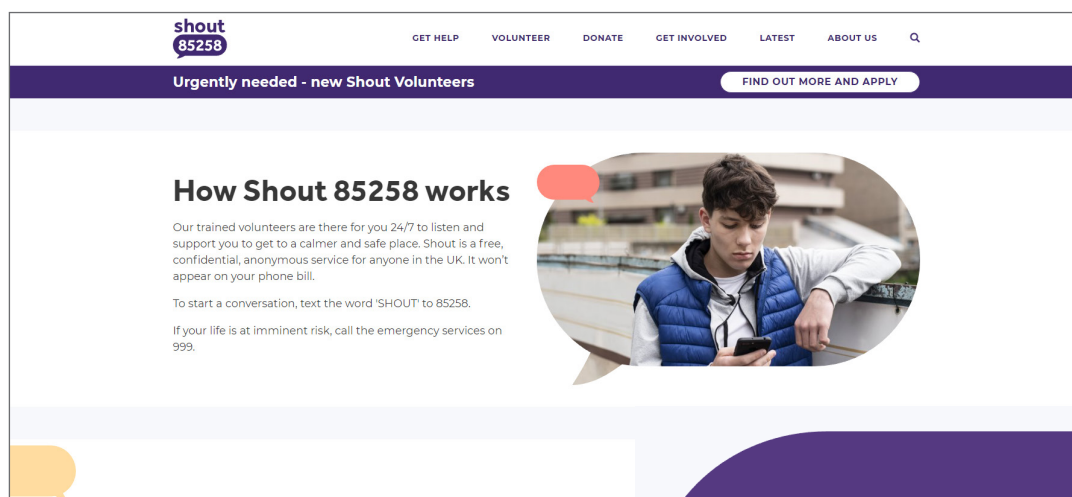 shout
85258
GET HELP VOLUNTEER DONATE GET INVOLVED LATEST ABOUT US
Urgently needed - new Shout Volunteers
FIND OUT MORE AND APPLY
How Shout 85258 works
Our trained volunteers are there for you 24/7 to listen and
support you to get to a calmer and safe place. Shout is a free,
confidential, anonymous service for anyone in the UK. It won't
appear on your phone bill.
To start a conversation, text the word 'SHOUT' to 85258.
If your life is at imminent risk, call the emergency services on
999.